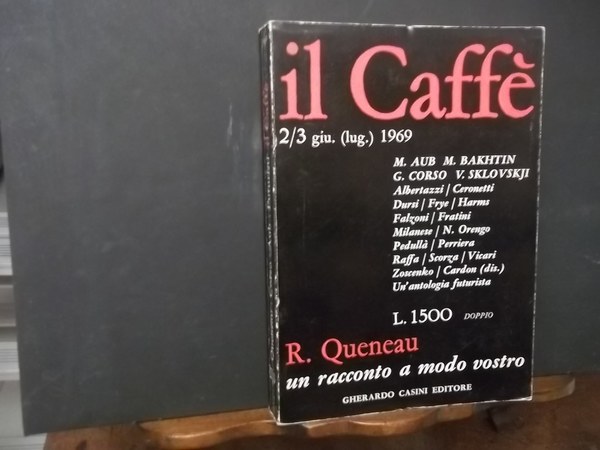 il Caffè
2/3 giu. (lug.) 1969
M. AUB M. BAKHTIN
G. CORSO V. SKLOVSKJI
Albertazzi / Ceronetti
Dursi / Frye / Harms
Falzoni / Fratini
Milanese / N. Orengo
Pedullà / Perriera
Raffa / Scorza / Vicari
Zoscenko / Cardon (dis.)
Un'antologia futurista
L. 1500 DOPPIO
R. Queneau
un racconto a modo vostro
GHERARDO CASINI EDITORE